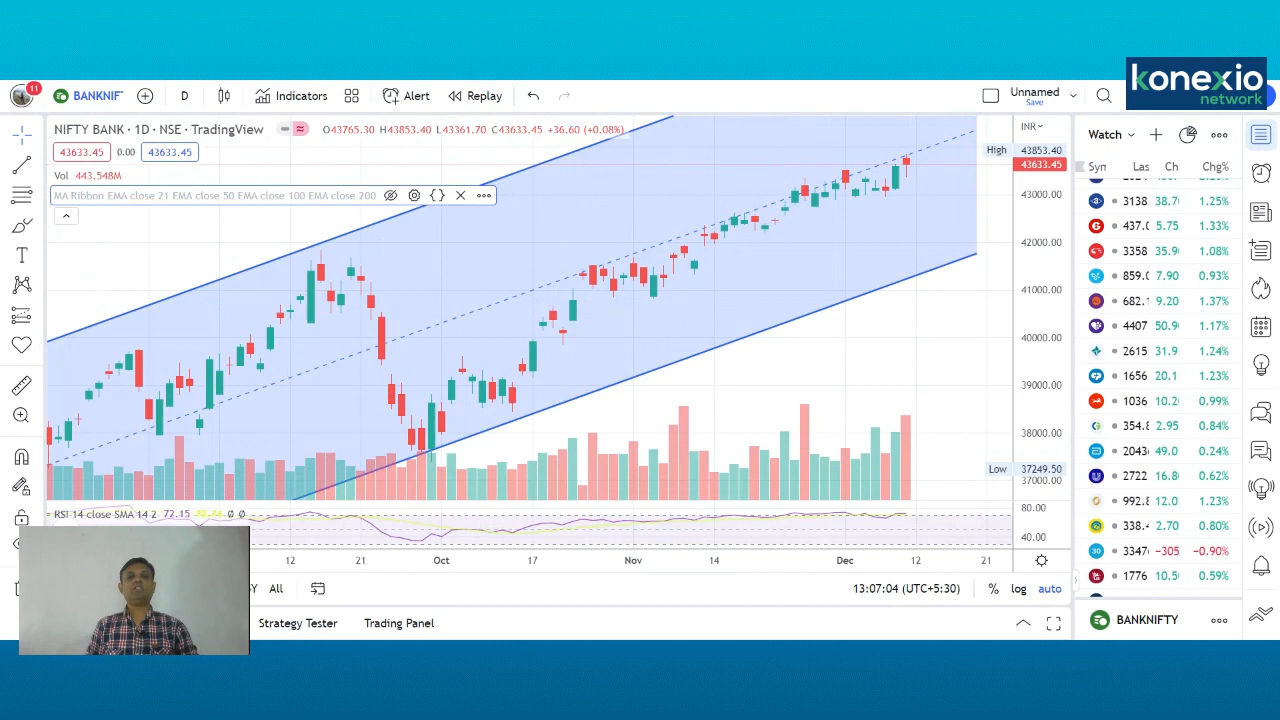 konexio
network
11
BANKNIF
D
Indicators
Alert
Replay
Unnamed
Save
NIFTY BANK · 1D · NSE · TradingView
O43765.30 H43853.40 L43361.70 C43633.45 +36.60 (+0.08%)
43633.45 0.00 43633.45
Vol 443.548M
MA Ribbon EMA close 21 EMA close 50 EMA close 100 EMA close 200
INR
High 43853.40
43633.45
43000.00
42000.00
41000.00
40000.00
39000.00
38000.00
Low 37249.50
37000.00
RSI 14 close SMA 14 2 72.15
80.00
40.00
12 21 Oct 17 Nov 14 Dec 12 21
All
13:07:04 (UTC+5:30) % log auto
Strategy Tester Trading Panel
Watch
Syn Las Ch Chg%
3138 38.7 1.25%
437.0 5.75 1.33%
3358 35.9 1.08%
859.0 7.90 0.93%
682.1 9.20 1.37%
4407 50.9 1.17%
2615 31.9 1.24%
1656 20.1 1.23%
1036 10.2 0.99%
354.8 2.95 0.84%
2043 49.0 0.24%
2722 16.8 0.62%
992.8 12.0 1.23%
338.4 2.70 0.80%
30 3347 -305 -0.90%
1776 10.5 0.59%
BANKNIFTY